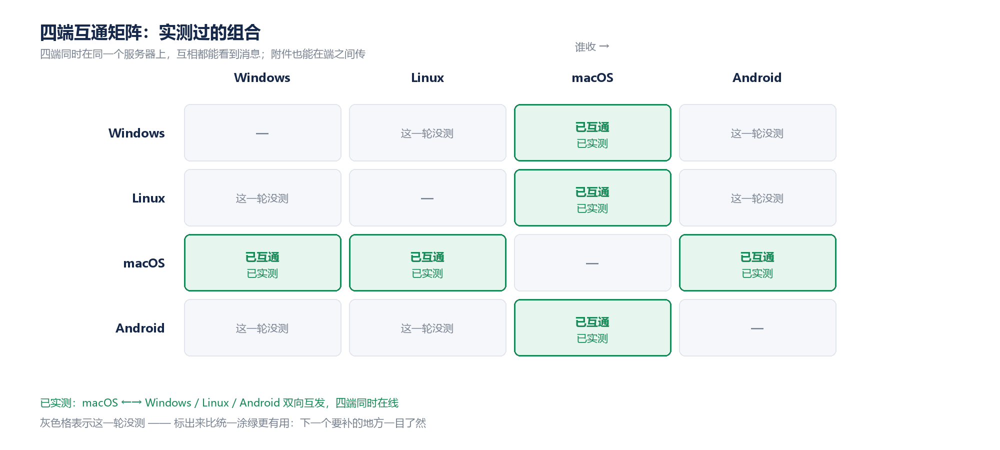 四端互通矩阵：实测过的组合
四端同时在同一个服务器上，互相都能看到消息；附件也能在端之间传
谁收 →
Windows Linux macOS Android
Windows — 这一轮没测 已互通 已实测 这一轮没测
Linux 这一轮没测 — 已互通 已实测 这一轮没测
macOS 已互通 已实测 已互通 已实测 — 已互通 已实测
Android 这一轮没测 这一轮没测 已互通 已实测 —
已实测：macOS ←→ Windows / Linux / Android 双向互发，四端同时在线
灰色格表示这一轮没测 —— 标出来比统一涂绿更有用：下一个要补的地方一目了然